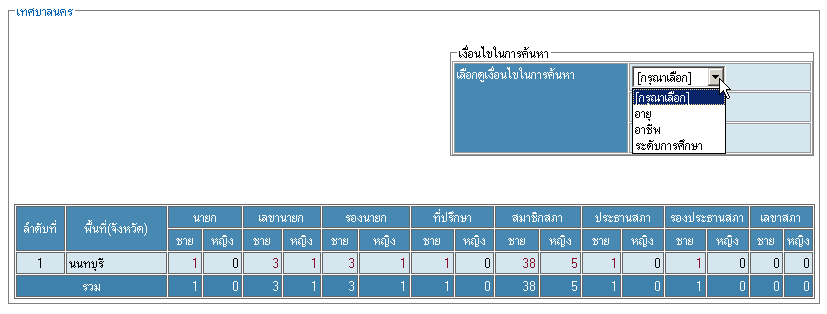 เทศบาลนคร
เงื่อนไขในการค้นหา
เลือกดูเงื่อนไขในการค้นหา [กรุณาเลือก]
[กรุณาเลือก]
อายุ
อาชีพ
ระดับการศึกษา
ลำดับที่ พื้นที่(จังหวัด) นายก เลขานายก รองนายก ที่ปรึกษา สมาชิกสภา ประธานสภา รองประธานสภา เลขาสภา
ชาย หญิง ชาย หญิง ชาย หญิง ชาย หญิง ชาย หญิง ชาย หญิง ชาย หญิง ชาย หญิง
1 นนทบุรี 1 0 3 1 3 1 1 0 38 5 1 0 1 0 0 0
รวม 1 0 3 1 3 1 1 0 38 5 1 0 1 0 0 0